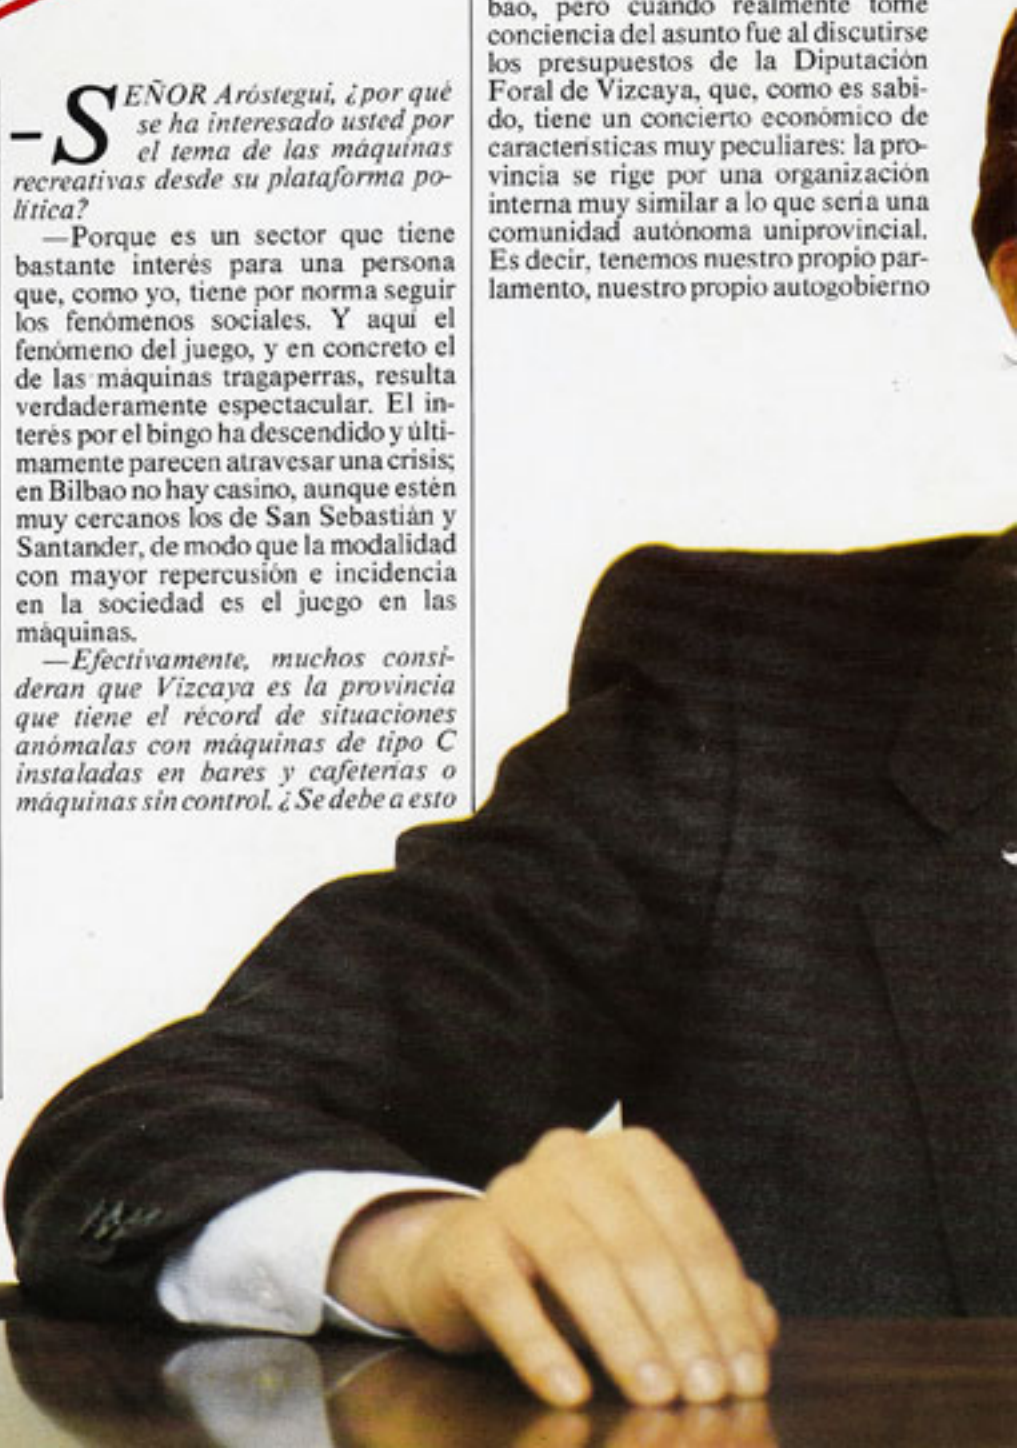 —SEÑOR Aróstegui, ¿por qué
se ha interesado usted por
el tema de las máquinas
recreativas desde su plataforma po-
lítica?
—Porque es un sector que tiene
bastante interés para una persona
que, como yo, tiene por norma seguir
los fenómenos sociales. Y aquí el
fenómeno del juego, y en concreto el
de las máquinas tragaperras, resulta
verdaderamente espectacular. El in-
terés por el bingo ha descendido y últi-
mamente parecen atravesar una crisis;
en Bilbao no hay casino, aunque estén
muy cercanos los de San Sebastián y
Santander, de modo que la modalidad
con mayor repercusión e incidencia
en la sociedad es el juego en las
máquinas.
—Efectivamente, muchos consi-
deran que Vizcaya es la provincia
que tiene el récord de situaciones
anómalas con máquinas de tipo C
instaladas en bares y cafeterías o
máquinas sin control. ¿Se debe a esto
bao, pero cuando realmente tomé
conciencia del asunto fue al discutirse
los presupuestos de la Diputación
Foral de Vizcaya, que, como es sabi-
do, tiene un concierto económico de
características muy peculiares: la pro-
vincia se rige por una organización
interna muy similar a lo que sería una
comunidad autónoma uniprovincial.
Es decir, tenemos nuestro propio par-
lamento, nuestro propio autogobierno